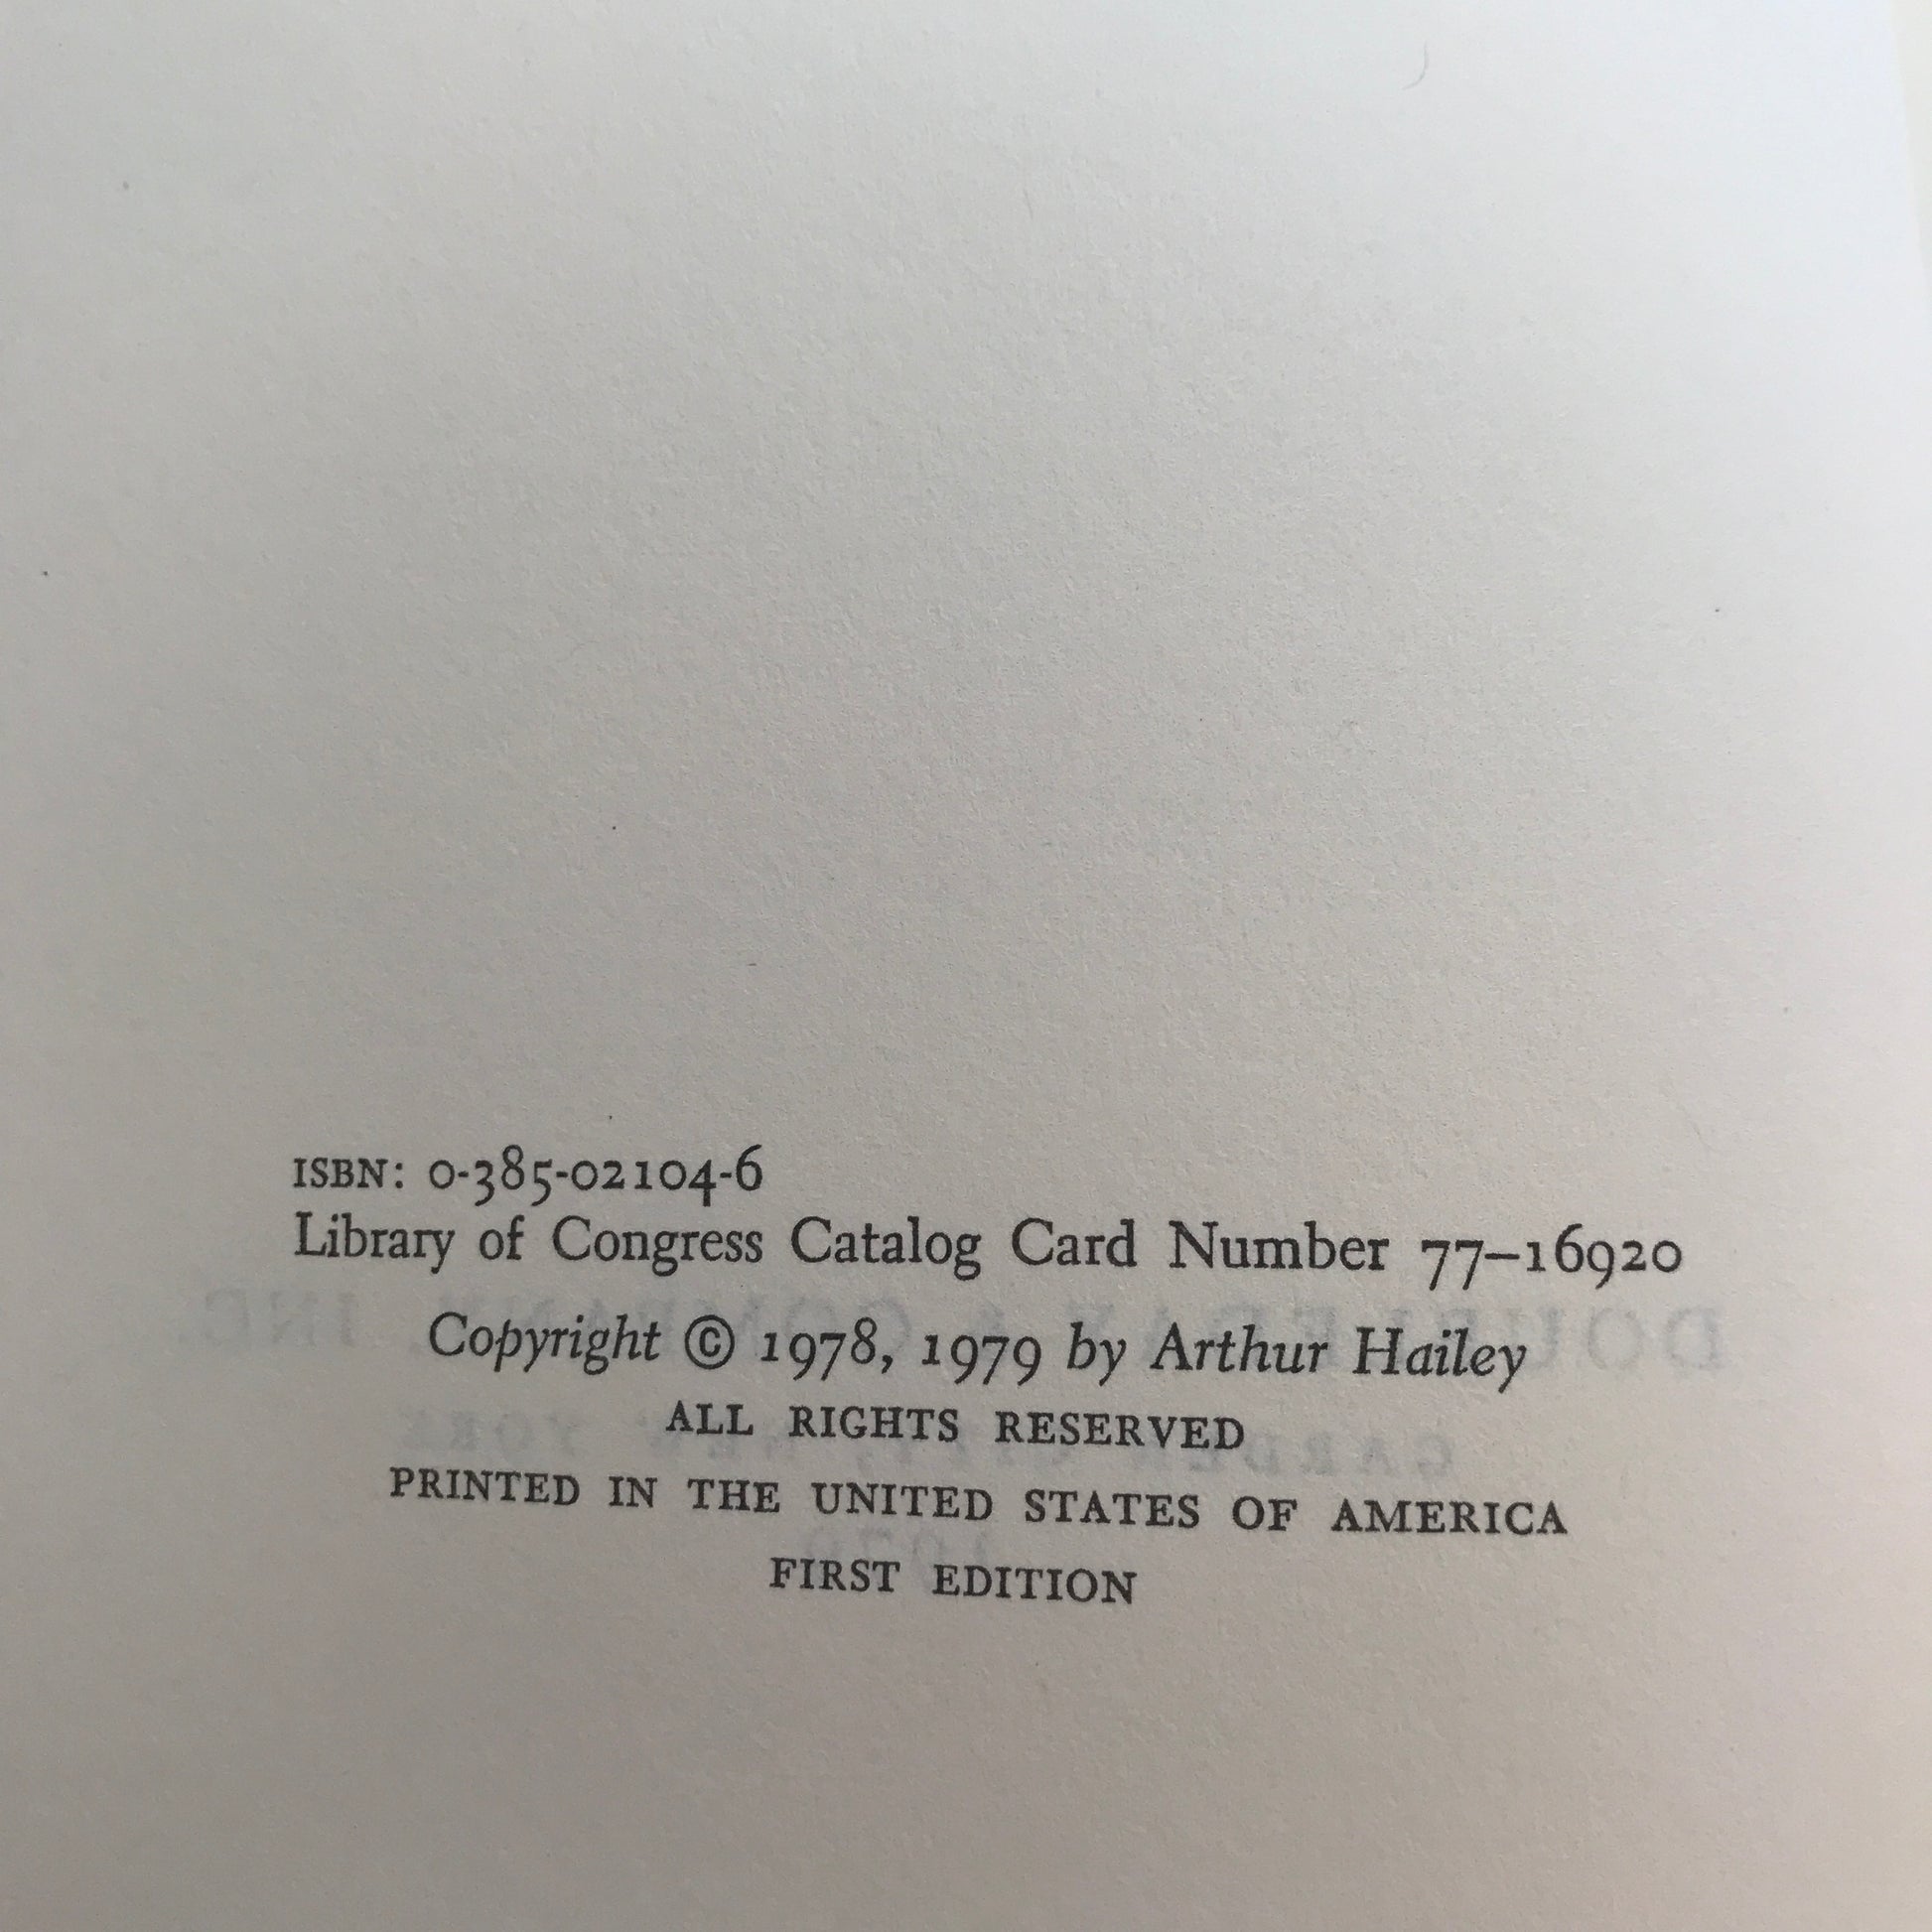 ISBN: 0-385-02104-6
Library of Congress Catalog Card Number 77–16920
Copyright © 1978, 1979 by Arthur Hailey
ALL RIGHTS RESERVED
PRINTED IN THE UNITED STATES OF AMERICA
FIRST EDITION